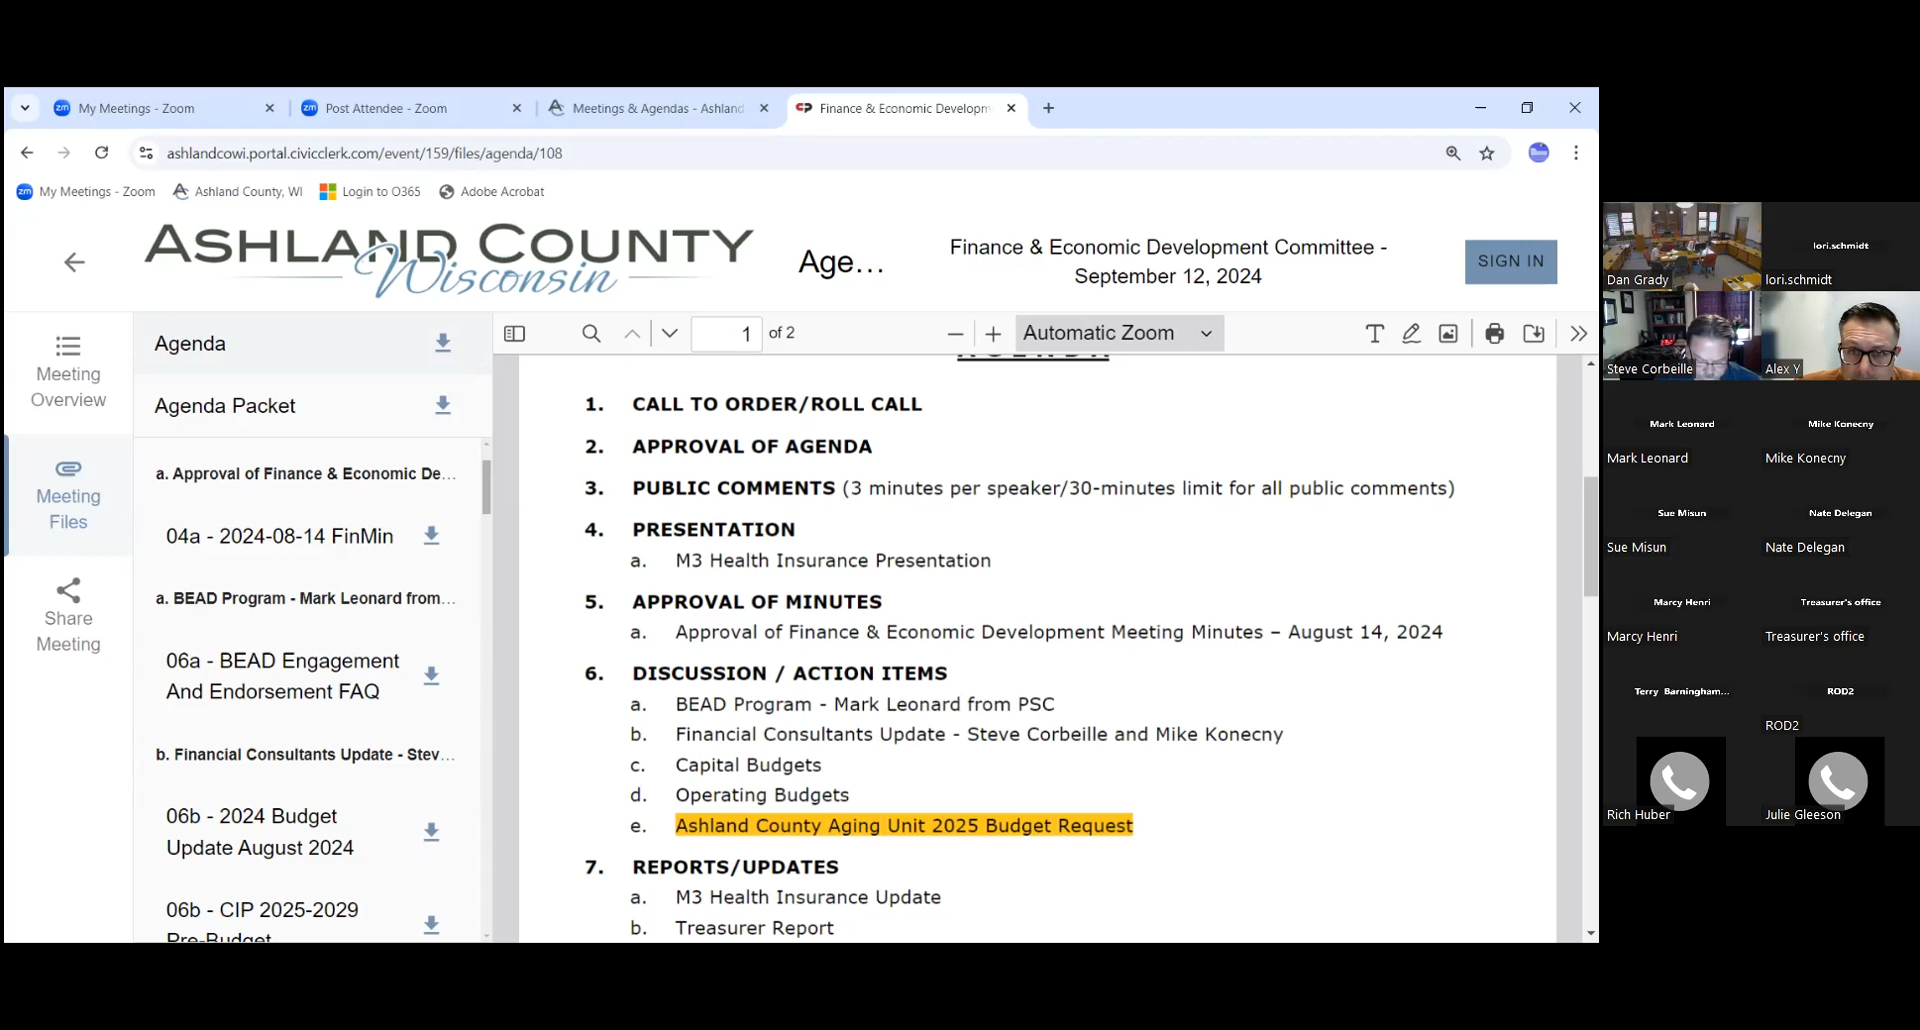 My Meetings - Zoom
Post Attendee - Zoom
Meetings & Agendas - Ashland
Finance & Economic Developm
ashlandcowi.portal.civicclerk.com/event/159/files/agenda/108
zm My Meetings - Zoom
Ashland County, WI
Login to O365
Adobe Acrobat
ASHLAND COUNTY
Wisconsin
Age...
Finance & Economic Development Committee -
September 12, 2024
SIGN IN
Meeting
Overview
Meeting
Files
Share
Meeting
Agenda
Agenda Packet
a. Approval of Finance & Economic De...
04a - 2024-08-14 FinMin
a. BEAD Program - Mark Leonard from...
06a - BEAD Engagement
And Endorsement FAQ
b. Financial Consultants Update - Stev...
06b - 2024 Budget
Update August 2024
06b - CIP 2025-2029
Pre-Budget
1 of 2
Automatic Zoom
1. CALL TO ORDER/ROLL CALL
2. APPROVAL OF AGENDA
3. PUBLIC COMMENTS (3 minutes per speaker/30-minutes limit for all public comments)
4. PRESENTATION
a. M3 Health Insurance Presentation
5. APPROVAL OF MINUTES
a. Approval of Finance & Economic Development Meeting Minutes – August 14, 2024
6. DISCUSSION / ACTION ITEMS
a. BEAD Program - Mark Leonard from PSC
b. Financial Consultants Update - Steve Corbeille and Mike Konecny
c. Capital Budgets
d. Operating Budgets
e. Ashland County Aging Unit 2025 Budget Request
7. REPORTS/UPDATES
a. M3 Health Insurance Update
b. Treasurer Report
Dan Grady
lori.schmidt
lori.schmidt
Steve Corbeille
Alex Y
Mark Leonard
Mark Leonard
Mike Konecny
Mike Konecny
Sue Misun
Sue Misun
Nate Delegan
Nate Delegan
Marcy Henri
Marcy Henri
Treasurer's office
Treasurer's office
Terry Barningham...
ROD2
ROD2
Rich Huber
Julie Gleeson